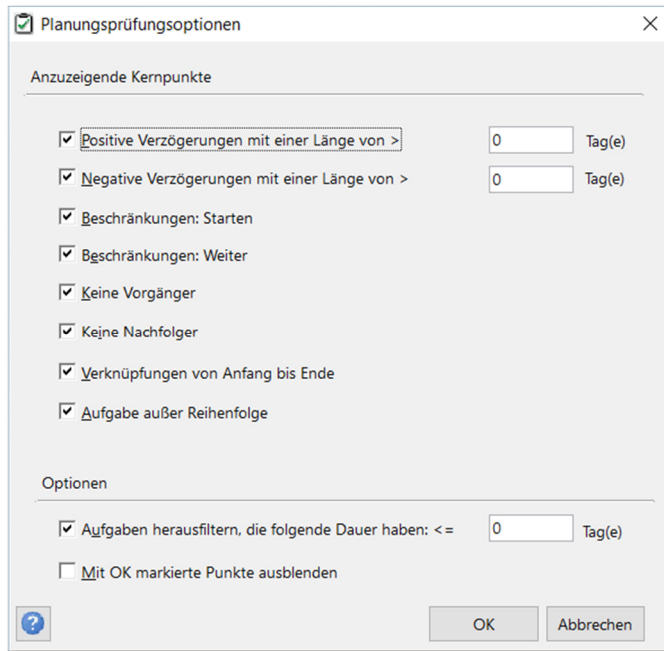 Planungsprüfungsoptionen
Anzuzeigende Kernpunkte
Positive Verzögerungen mit einer Länge von > 0 Tag(e)
Negative Verzögerungen mit einer Länge von > 0 Tag(e)
Beschränkungen: Starten
Beschränkungen: Weiter
Keine Vorgänger
Keine Nachfolger
Verknüpfungen von Anfang bis Ende
Aufgabe außer Reihenfolge
Optionen
Aufgaben herausfiltern, die folgende Dauer haben: <= 0 Tag(e)
Mit OK markierte Punkte ausblenden
? OK Abbrechen